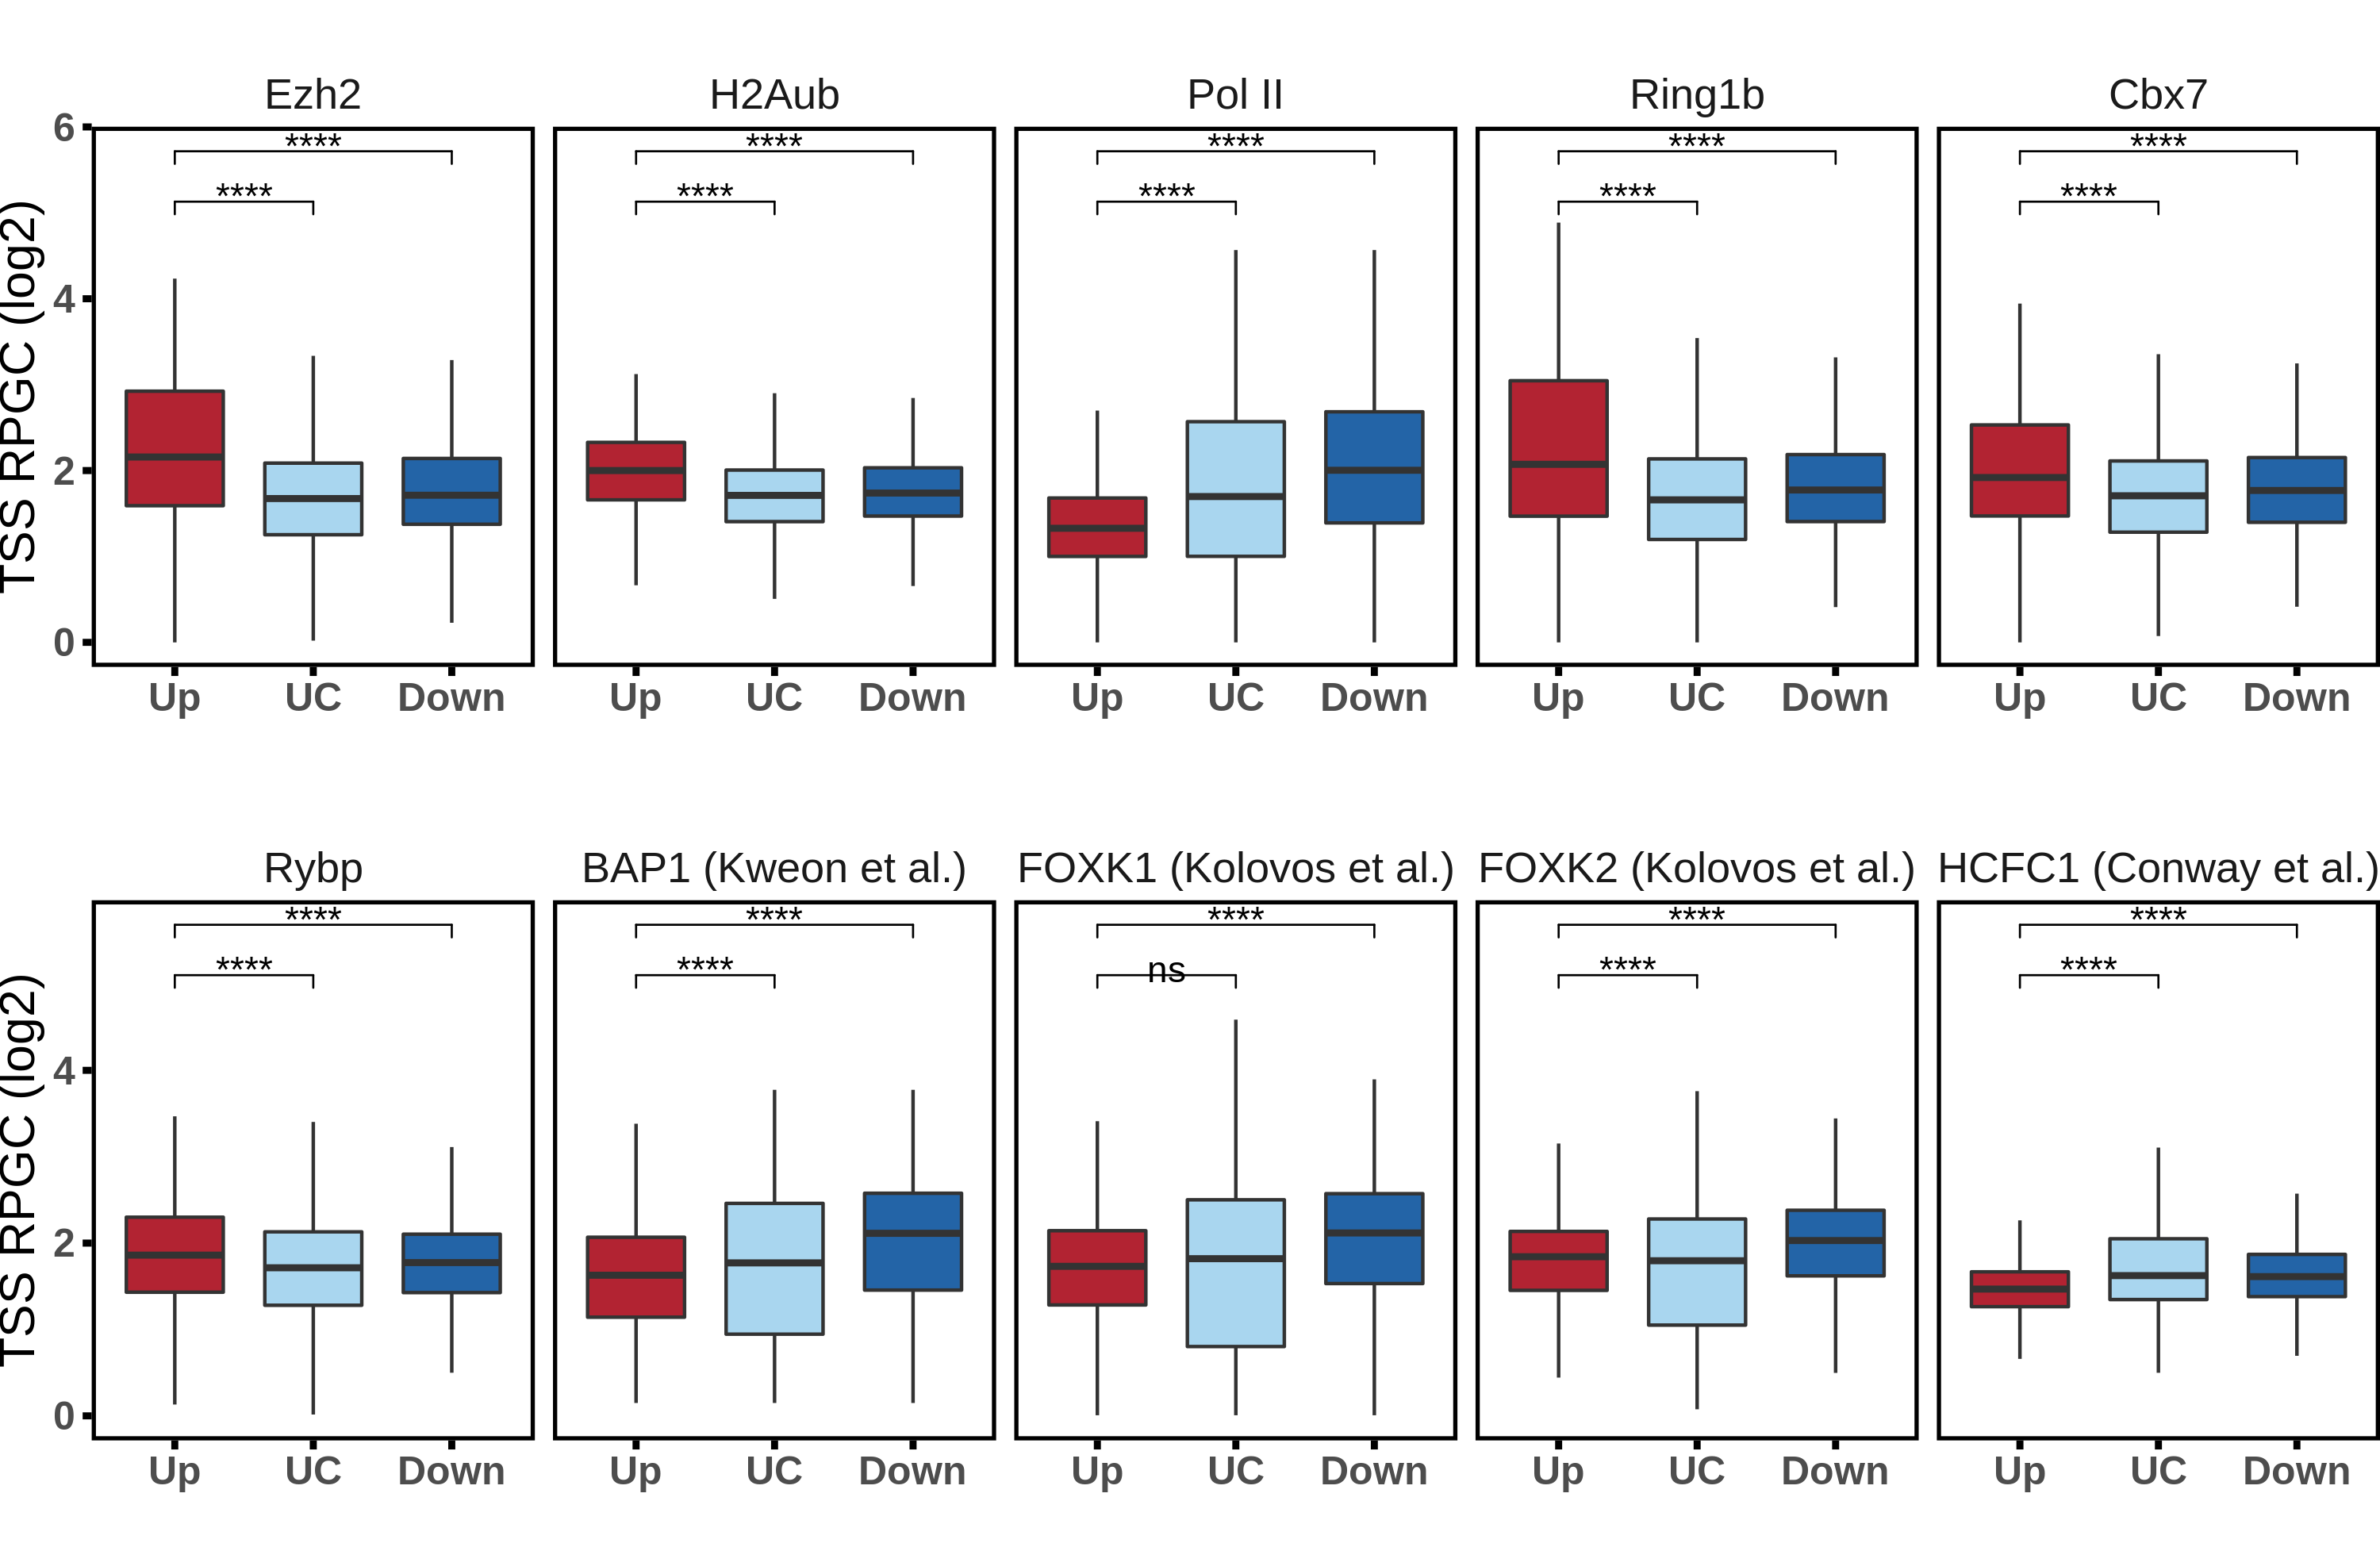 Ezh2 H2Aub Pol II Ring1b Cbx7
TSS RPGC (log2)
6
4
2
0
**** **** **** **** ****
**** **** **** **** ****
Up UC Down Up UC Down Up UC Down Up UC Down Up UC Down
Rybp BAP1 (Kweon et al.) FOXK1 (Kolovos et al.) FOXK2 (Kolovos et al.) HCFC1 (Conway et al.)
TSS RPGC (log2)
4
2
0
**** **** **** **** ****
**** **** ns **** ****
Up UC Down Up UC Down Up UC Down Up UC Down Up UC Down